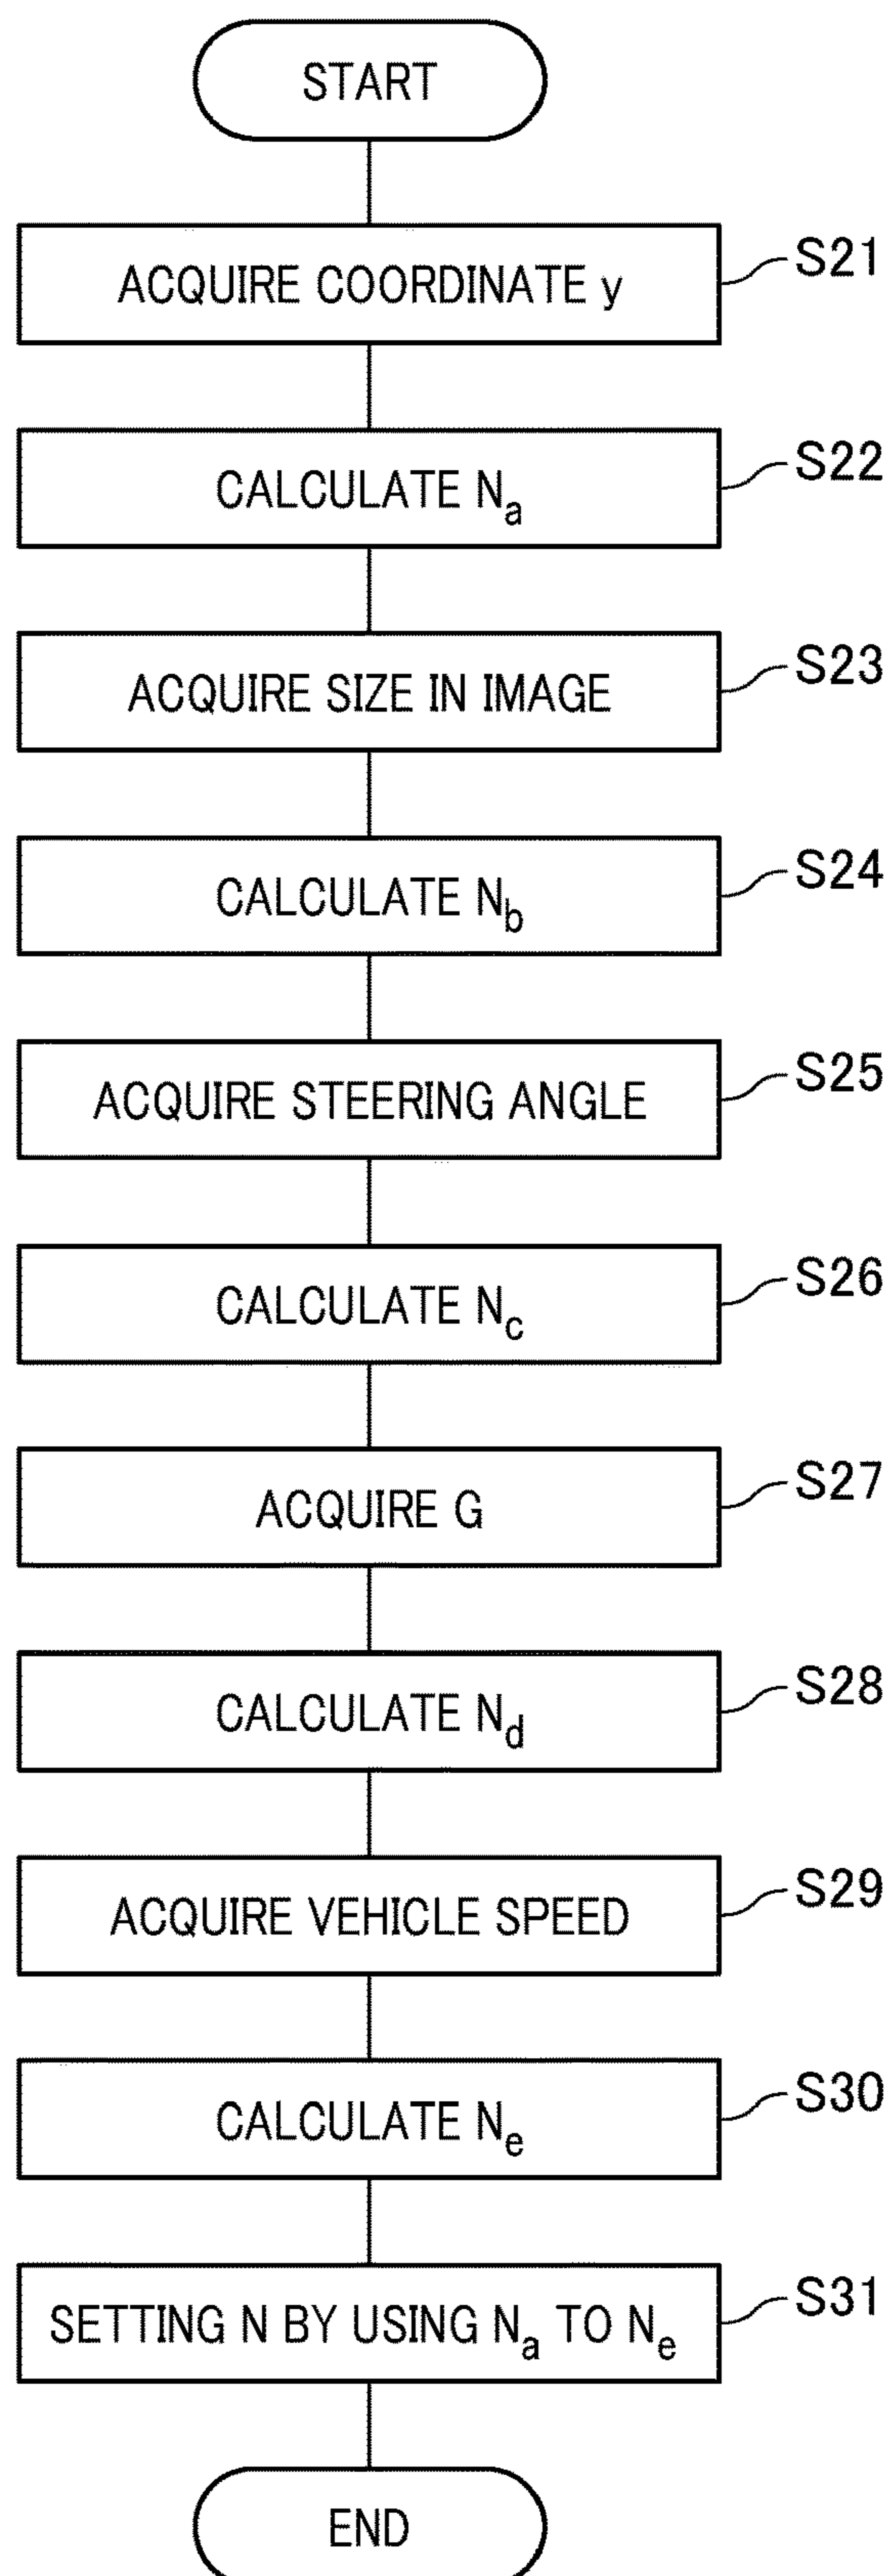 START
ACQUIRE COORDINATE y
S21
CALCULATE Na
S22
ACQUIRE SIZE IN IMAGE
S23
CALCULATE Nb
S24
ACQUIRE STEERING ANGLE
S25
CALCULATE Nc
S26
ACQUIRE G
S27
CALCULATE Nd
S28
ACQUIRE VEHICLE SPEED
S29
CALCULATE Ne
S30
SETTING N BY USING Na TO Ne
S31
END